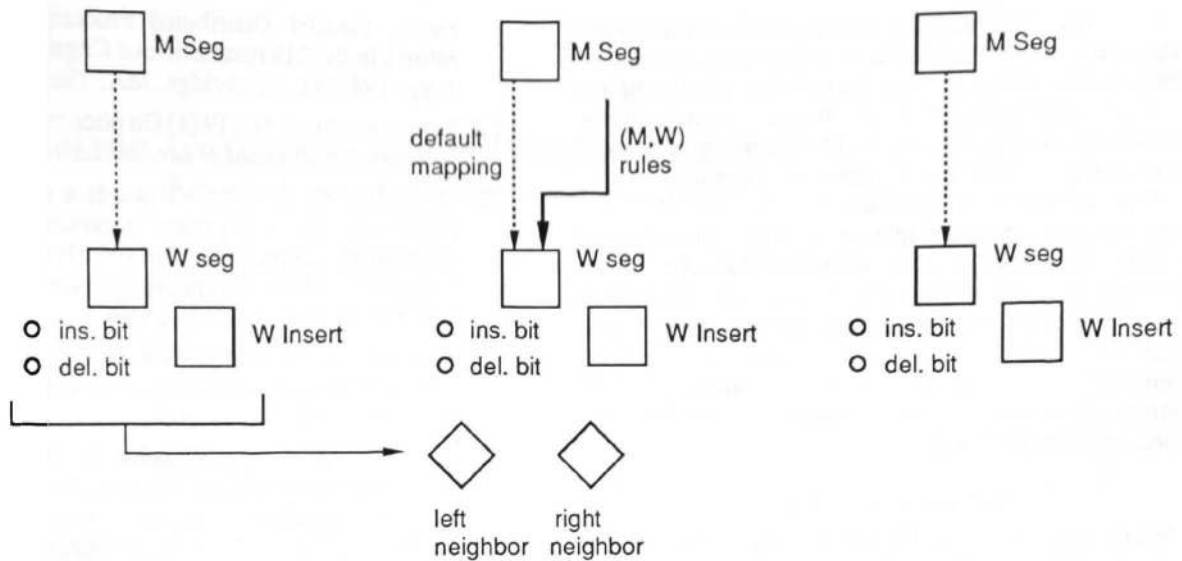 M Seg
M Seg
M Seg
default
mapping
(M,W)
rules
W seg
W seg
W seg
ins. bit
del. bit
W Insert
ins. bit
del. bit
W Insert
ins. bit
del. bit
W Insert
left
neighbor
right
neighbor